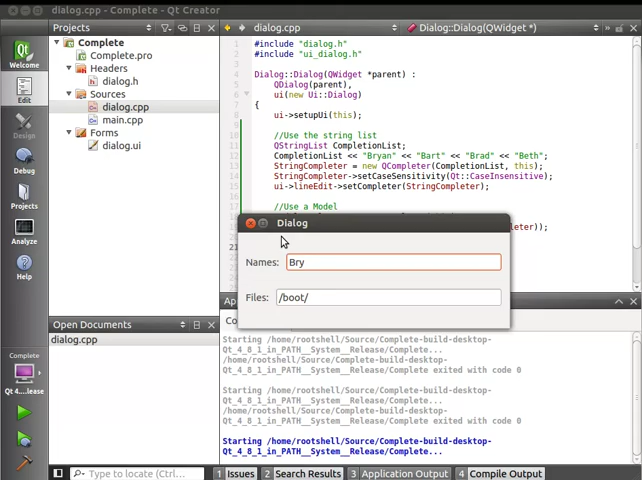 dialog.cpp - Complete - Qt Creator
Projects
dialog.cpp
Dialog::Dialog(QWidget *)
Welcome
Edit
Design
Debug
Projects
Analyze
Help
Complete
Qt 4....lease
Complete
Complete.pro
Headers
dialog.h
Sources
dialog.cpp
main.cpp
Forms
dialog.ui
Open Documents
dialog.cpp
#include "dialog.h"
#include "ui_dialog.h"
Dialog::Dialog(QWidget *parent) :
QDialog(parent),
ui(new Ui::Dialog)
{
ui->setupUi(this);
//Use the string list
QStringList CompletionList;
CompletionList << "Bryan" << "Bart" << "Brad" << "Beth";
StringCompleter = new QCompleter(CompletionList, this);
StringCompleter->setCaseSensitivity(Qt::CaseInsensitive);
ui->lineEdit->setCompleter(StringCompleter);
//Use a Model
Dialog
Names: Bry
Files: /boot/
Starting /home/rootshell/Source/Complete-build-desktop-
Qt_4_8_1_in_PATH__System__Release/Complete...
/home/rootshell/Source/Complete-build-desktop-
Qt_4_8_1_in_PATH__System__Release/Complete exited with code 0
Starting /home/rootshell/Source/Complete-build-desktop-
Qt_4_8_1_in_PATH__System__Release/Complete...
/home/rootshell/Source/Complete-build-desktop-
Qt_4_8_1_in_PATH__System__Release/Complete exited with code 0
Starting /home/rootshell/Source/Complete-build-desktop-
Qt_4_8_1_in_PATH__System__Release/Complete...
Type to locate (Ctrl...
1 Issues
2 Search Results
3 Application Output
4 Compile Output